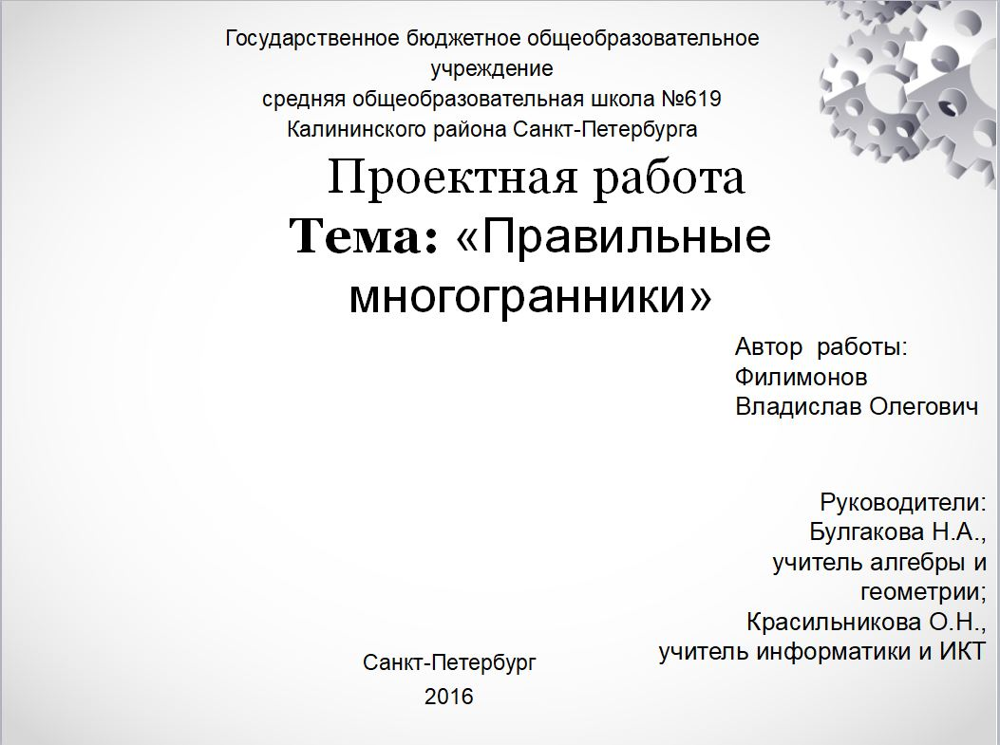 Государственное бюджетное общеобразовательное
учреждение
средняя общеобразовательная школа №619
Калининского района Санкт-Петербурга
Проектная работа
Тема: «Правильные
многогранники»
Автор  работы:
Филимонов
Владислав Олегович
Руководители:
Булгакова Н.А.,
учитель алгебры и
геометрии;
Красильникова О.Н.,
учитель информатики и ИКТ
Санкт-Петербург
2016